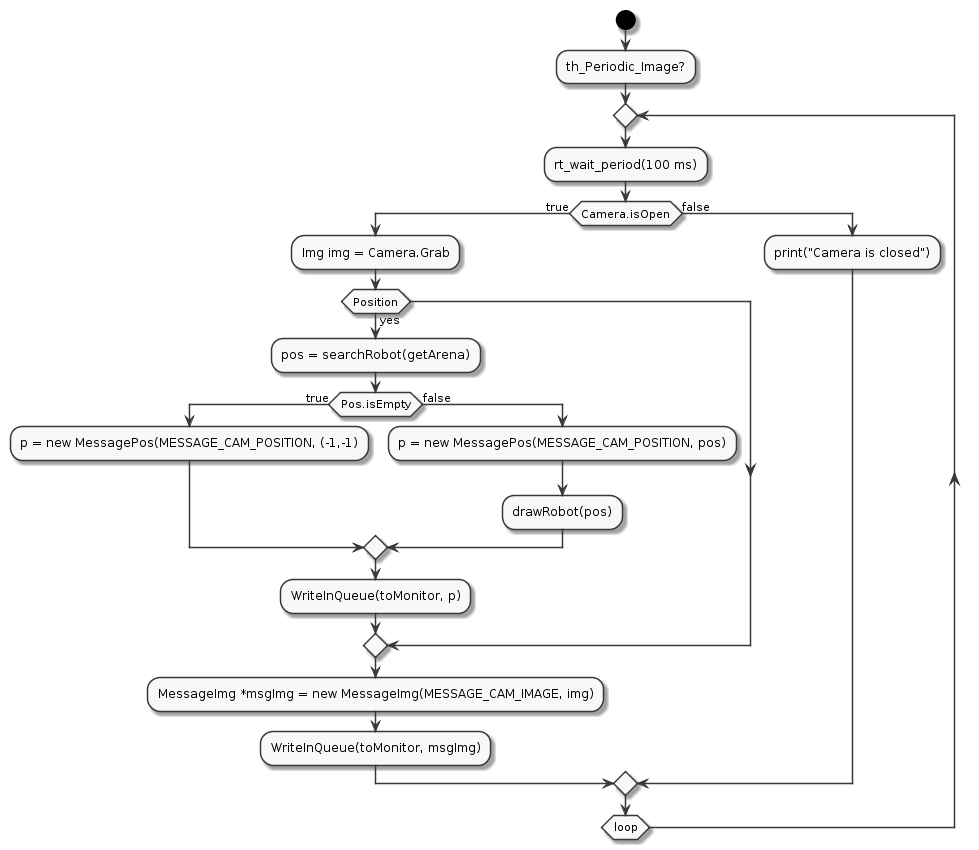 th_Periodic_Image?
rt_wait_period(100 ms)
true
Camera.isOpen
false
Img img = Camera.Grab
print("Camera is closed")
Position
yes
pos = searchRobot(getArena)
true
Pos.isEmpty
false
p = new MessagePos(MESSAGE_CAM_POSITION, (-1,-1)
p = new MessagePos(MESSAGE_CAM_POSITION, pos)
drawRobot(pos)
WriteInQueue(toMonitor, p)
MessageImg *msgImg = new MessageImg(MESSAGE_CAM_IMAGE, img)
WriteInQueue(toMonitor, msgImg)
loop